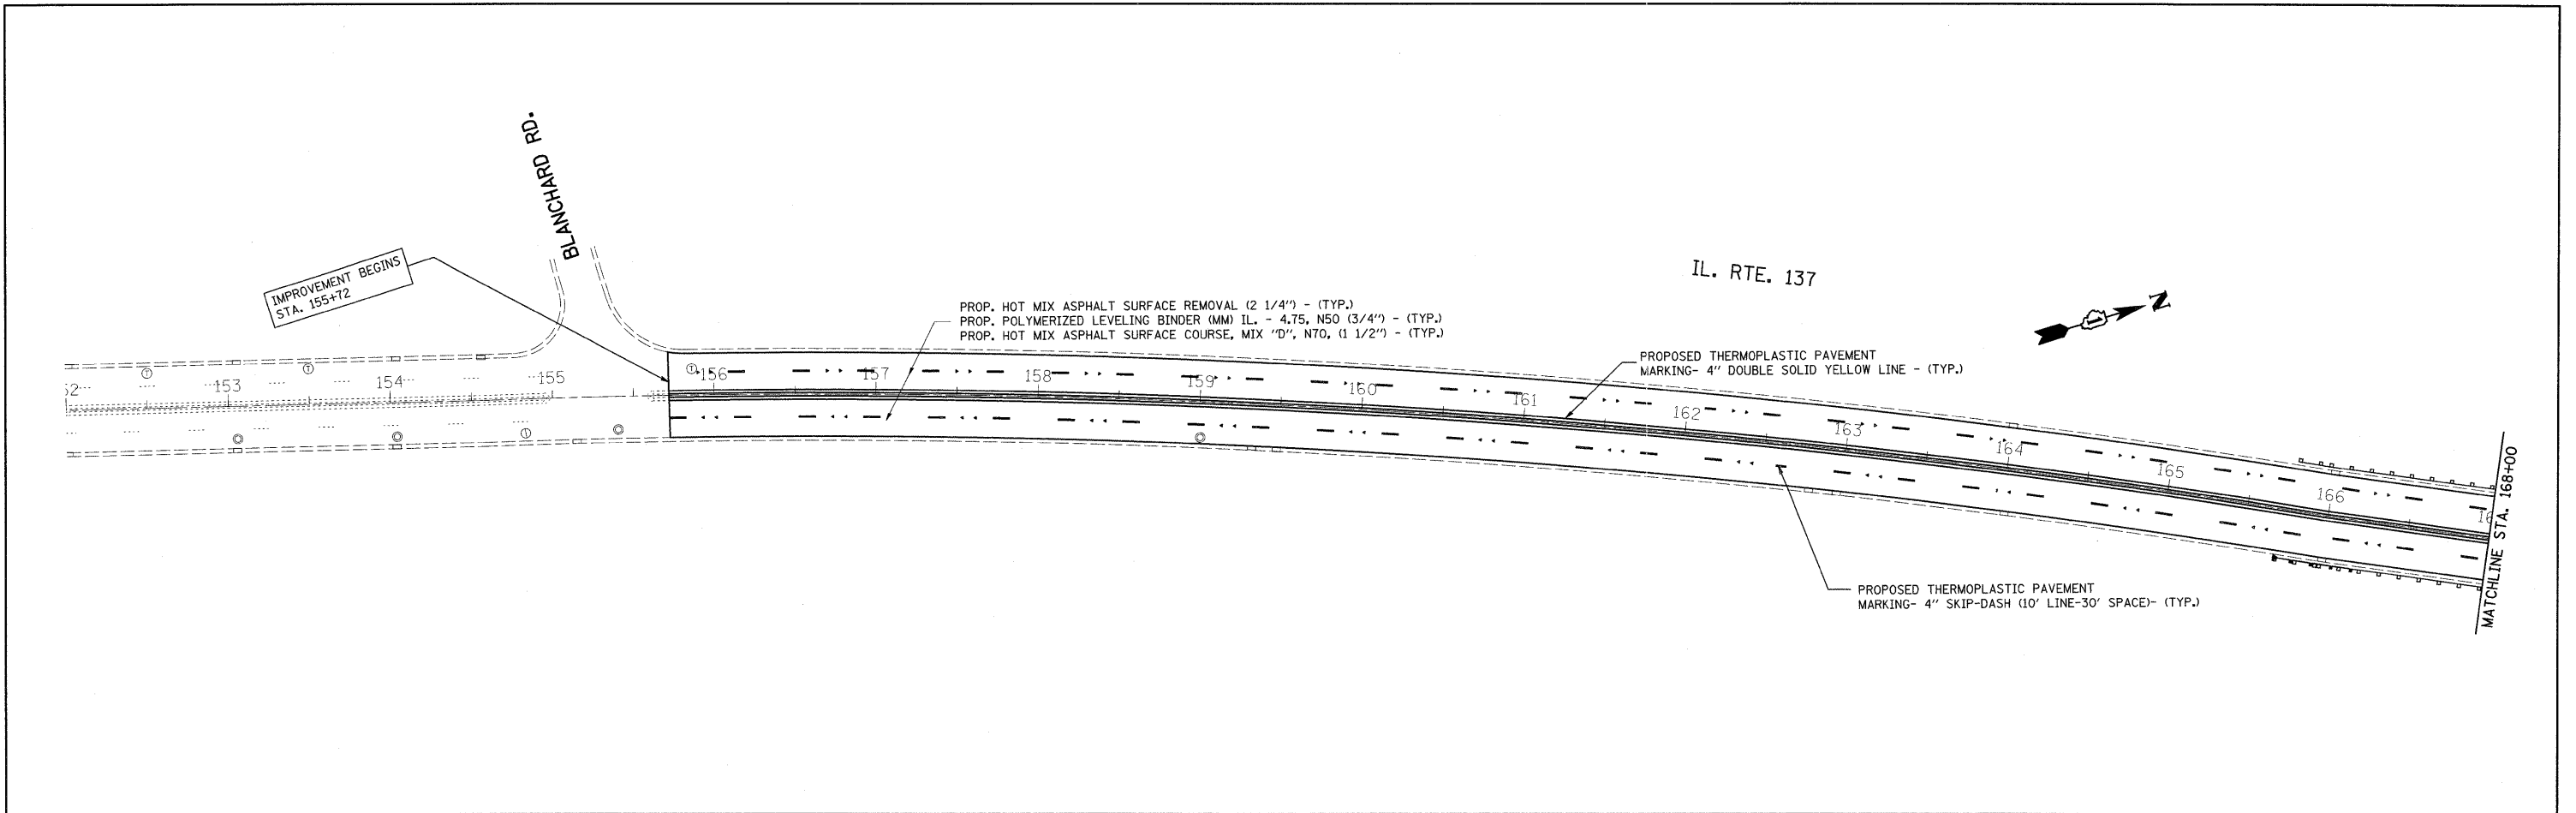 BLANCHARD RD.
IMPROVEMENT BEGINS
STA. 155+72
IL. RTE. 137
N
PROP. HOT MIX ASPHALT SURFACE REMOVAL (2 1/4") - (TYP.)
PROP. POLYMERIZED LEVELING BINDER (MM) IL. - 4.75, N50 (3/4") - (TYP.)
PROP. HOT MIX ASPHALT SURFACE COURSE, MIX "D", N70, (1 1/2") - (TYP.)
PROPOSED THERMOPLASTIC PAVEMENT
MARKING- 4" DOUBLE SOLID YELLOW LINE - (TYP.)
153
154
155
156
157
158
159
160
161
162
163
164
165
166
MATCHLINE STA. 168+00
PROPOSED THERMOPLASTIC PAVEMENT
MARKING- 4" SKIP-DASH (10' LINE-30' SPACE)- (TYP.)